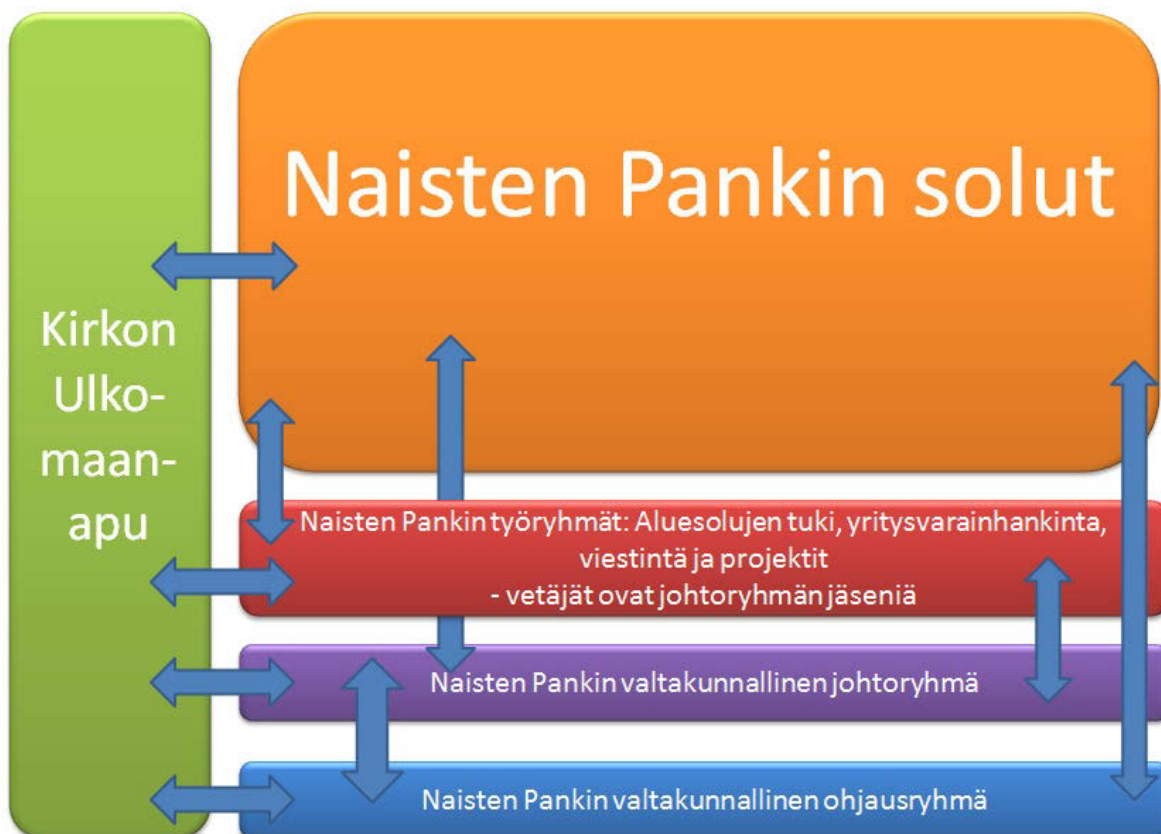 Naisten Pankin solut
Kirkon
Ulko-
maan-
apu
Naisten Pankin työryhmät: Aluesolujen tuki, yritysvarainhankinta,
viestintä ja projektit
- vetäjät ovat johtoryhmän jäseniä
Naisten Pankin valtakunnallinen johtoryhmä
Naisten Pankin valtakunnallinen ohjausryhmä